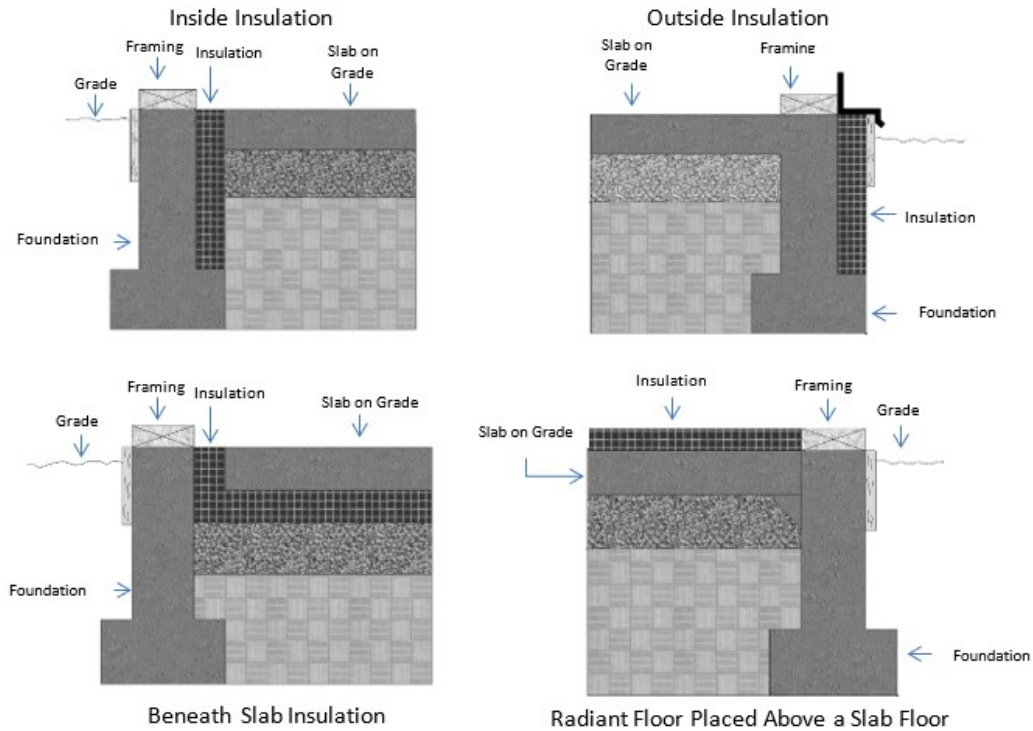 Inside Insulation
Framing
Insulation
Slab on
Grade
Grade
Foundation
Outside Insulation
Slab on
Grade
Framing
Insulation
Foundation
Framing
Insulation
Slab on Grade
Grade
Foundation
Beneath Slab Insulation
Insulation
Framing
Grade
Slab on Grade
Foundation
Radiant Floor Placed Above a Slab Floor